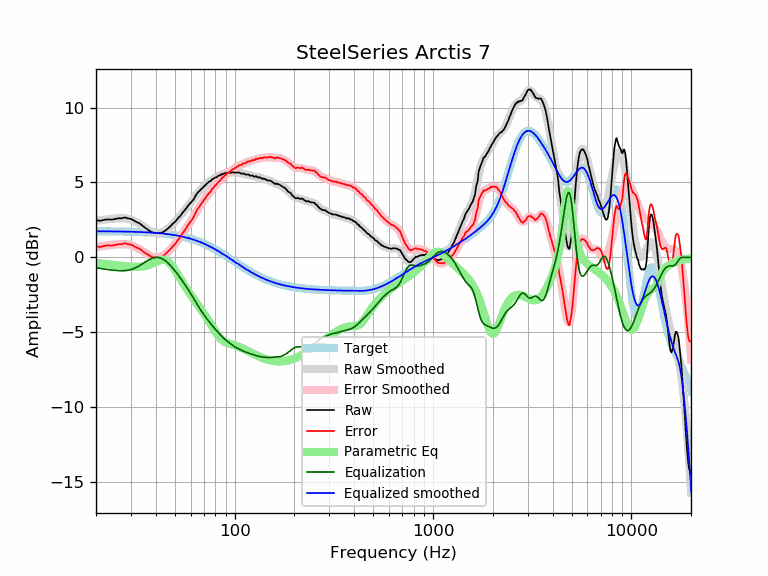 SteelSeries Arctis 7
Amplitude (dBr)
10
5
0
−5
−10
−15
Target
Raw Smoothed
Error Smoothed
Raw
Error
Parametric Eq
Equalization
Equalized smoothed
100
1000
10000
Frequency (Hz)